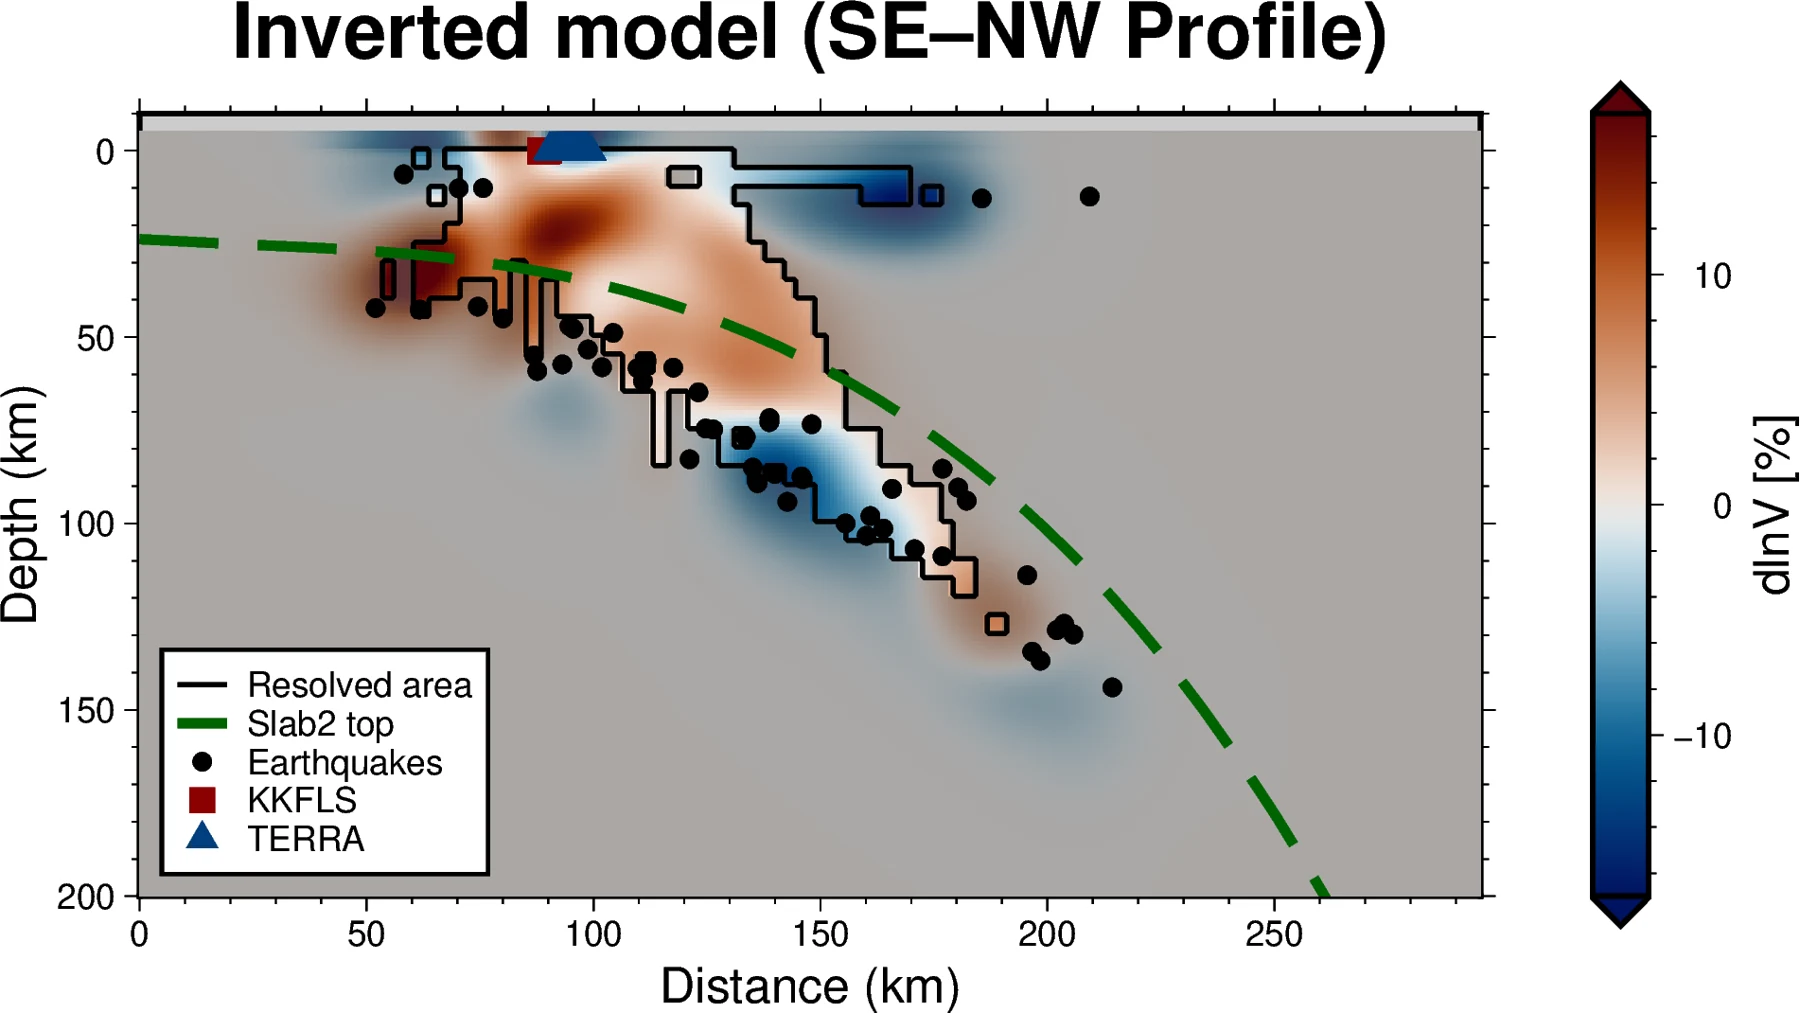 Inverted model (SE–NW Profile)
0
50
100
150
200
Depth (km)
0
50
100
150
200
250
Distance (km)
Resolved area
Slab2 top
Earthquakes
KKFLS
TERRA
10
0
−10
dlnV [%]